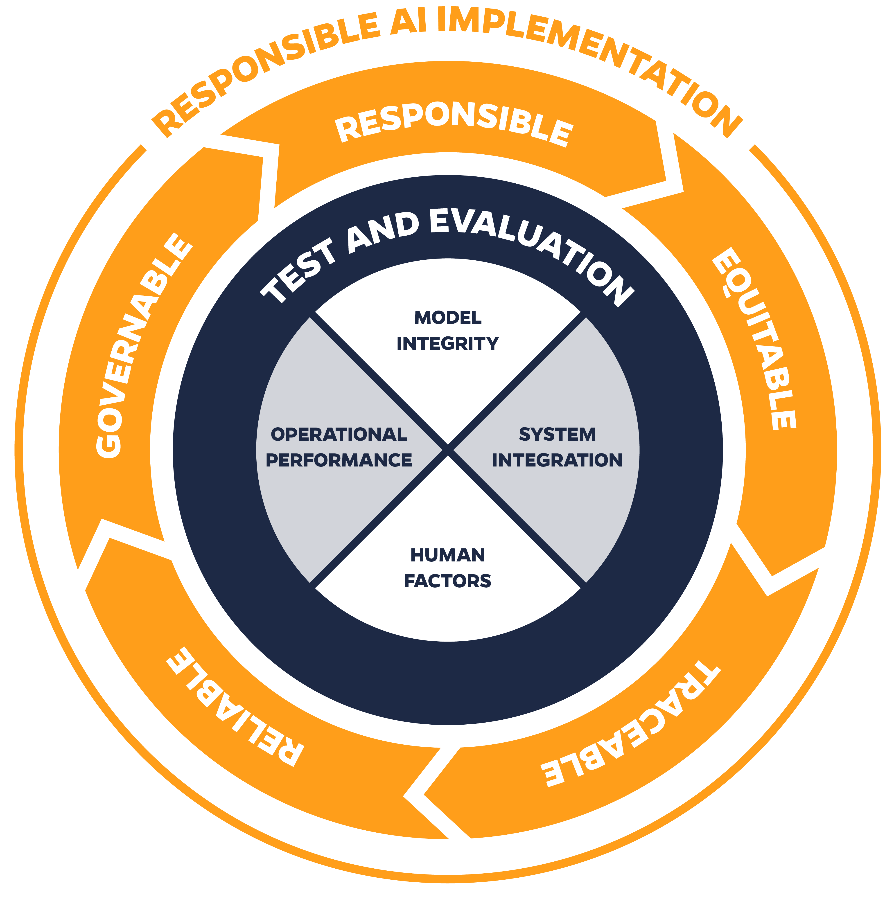 RESPONSIBLE AI IMPLEMENTATION
RESPONSIBLE
EQUITABLE
TRACEABLE
RELIABLE
GOVERNABLE
TEST AND EVALUATION
MODEL
INTEGRITY
SYSTEM
INTEGRATION
HUMAN
FACTORS
OPERATIONAL
PERFORMANCE